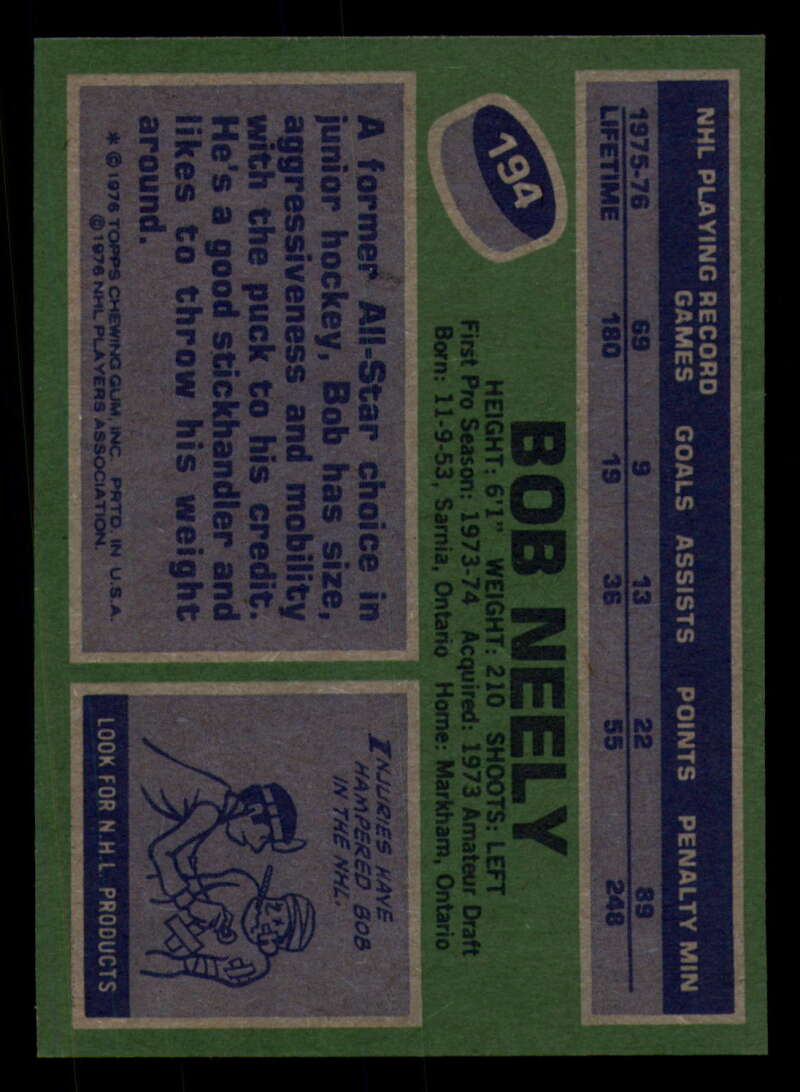 NHL PLAYING RECORD
GAMES GOALS ASSISTS POINTS PENALTY MIN
1975-76 69 9 13 22 89
LIFETIME 180 19 36 55 248
194
BOB NEELY
HEIGHT: 6'1" WEIGHT: 210 SHOOTS: LEFT
First Pro Season: 1973-74 Acquired: 1973 Amateur Draft
Born: 11-9-53, Sarnia, Ontario Home: Markham, Ontario
A former All-Star choice in
junior hockey, Bob has size,
aggressiveness and mobility
with the puck to his credit.
He's a good stickhandler and
likes to throw his weight
around.
* © 1976 TOPPS CHEWING GUM INC. PRTD. IN U.S.A.
© 1976 NHL PLAYERS ASSOCIATION.
INJURIES HAVE
HAMPERED BOB
IN THE NHL.
LOOK FOR N.H.L. PRODUCTS